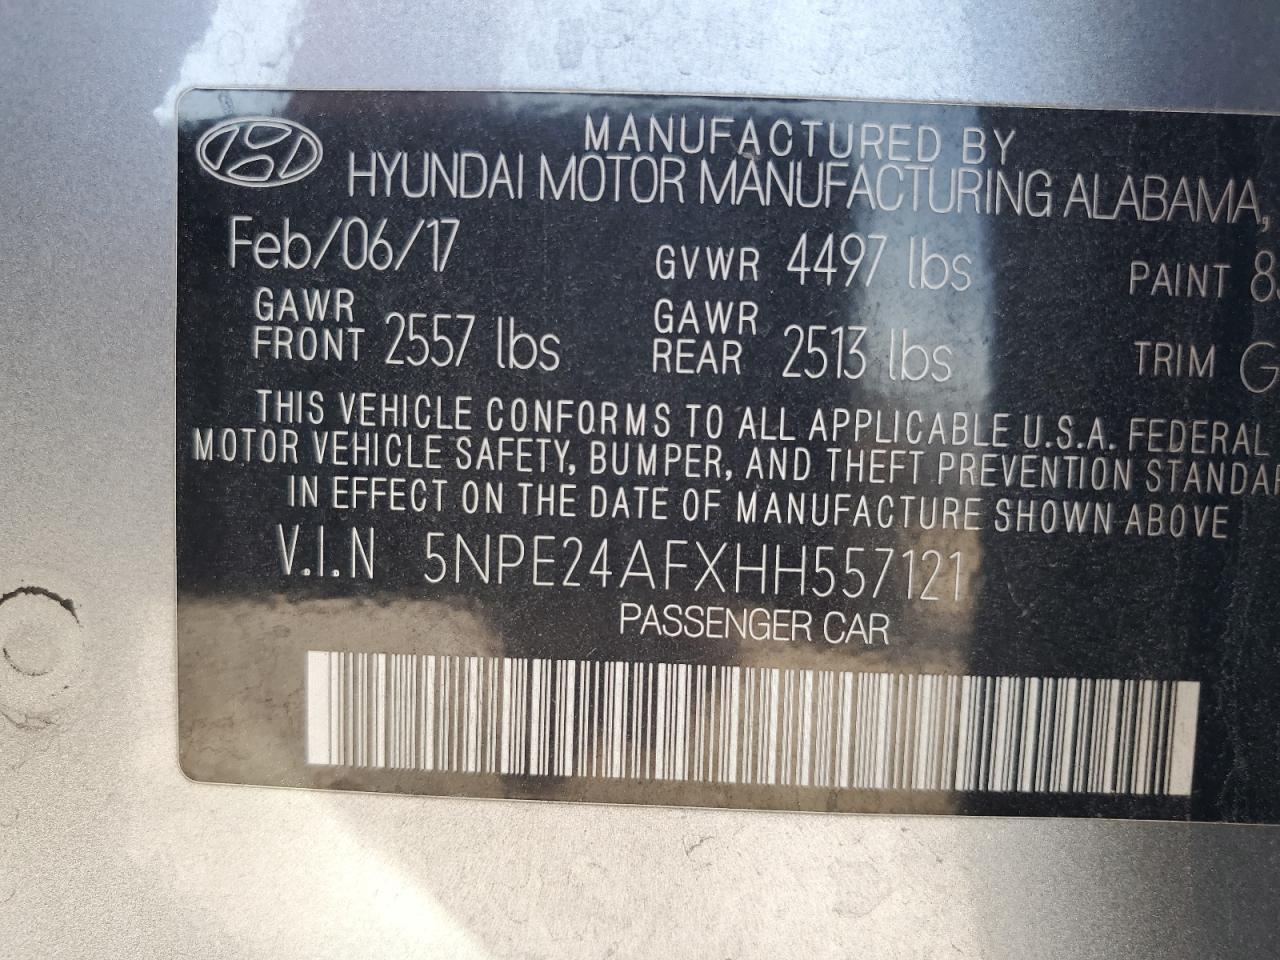 MANUFACTURED BY
HYUNDAI MOTOR MANUFACTURING ALABAMA,
Feb/06/17 GVWR 4497 lbs PAINT
GAWR FRONT 2557 lbs GAWR REAR 2513 lbs TRIM
THIS VEHICLE CONFORMS TO ALL APPLICABLE U.S.A. FEDERAL
MOTOR VEHICLE SAFETY, BUMPER, AND THEFT PREVENTION
IN EFFECT ON THE DATE OF MANUFACTURE SHOWN ABOVE
V.I.N 5NPE24AFXHH557121
PASSENGER CAR